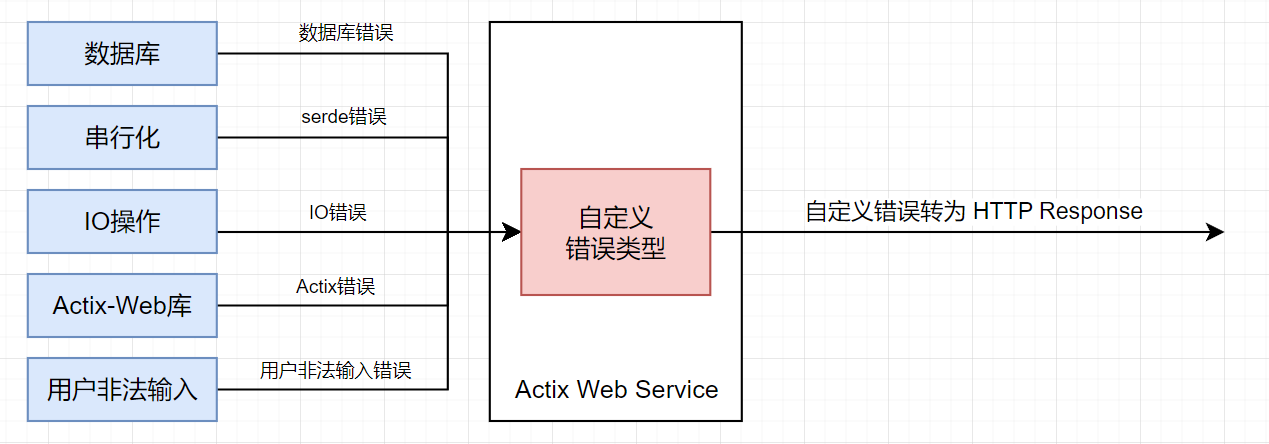 数据库
数据库错误
串行化
serde错误
IO操作
IO错误
Actix-Web库
Actix错误
用户非法输入
用户非法输入错误
自定义
错误类型
Actix Web Service
自定义错误转为 HTTP Response